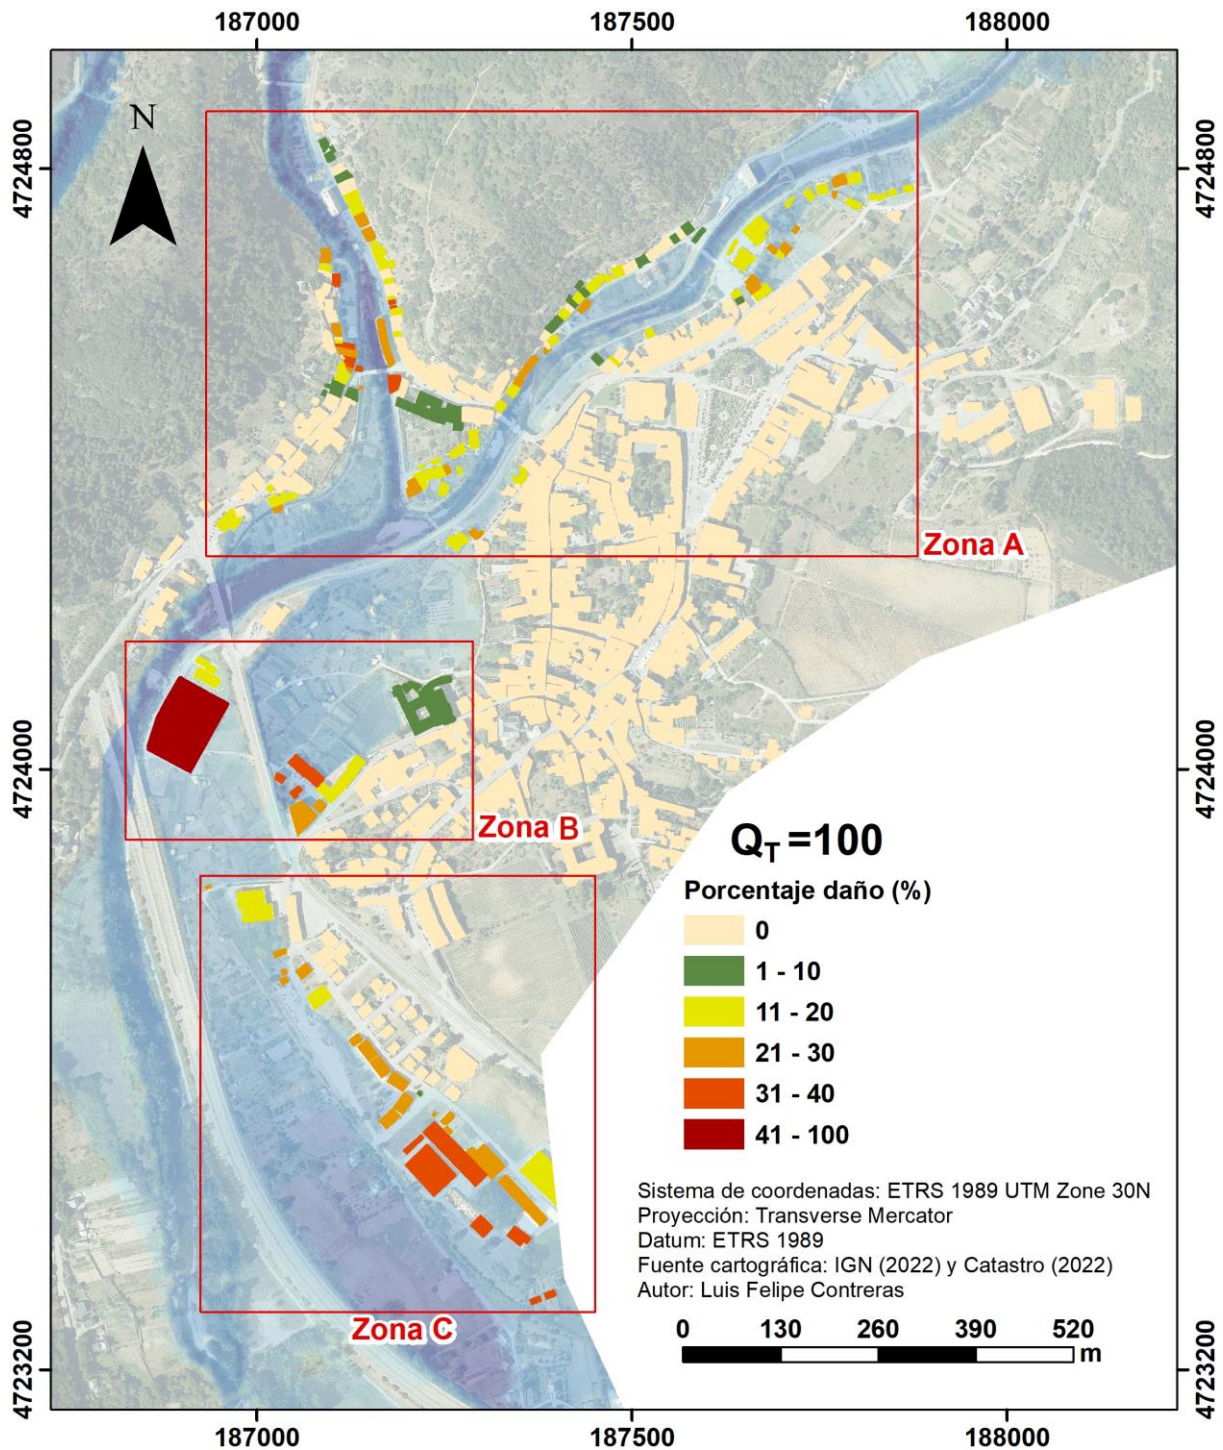 187000 187500 188000
N
4724800 4724800
Zona A
4724000 4724000
Zona B
Q_T =100
Porcentaje daño (%)
0
1 - 10
11 - 20
21 - 30
31 - 40
41 - 100
Sistema de coordenadas: ETRS 1989 UTM Zone 30N
Proyección: Transverse Mercator
Datum: ETRS 1989
Fuente cartográfica: IGN (2022) y Catastro (2022)
Autor: Luis Felipe Contreras
Zona C
0 130 260 390 520
m
4723200 4723200
187000 187500 188000